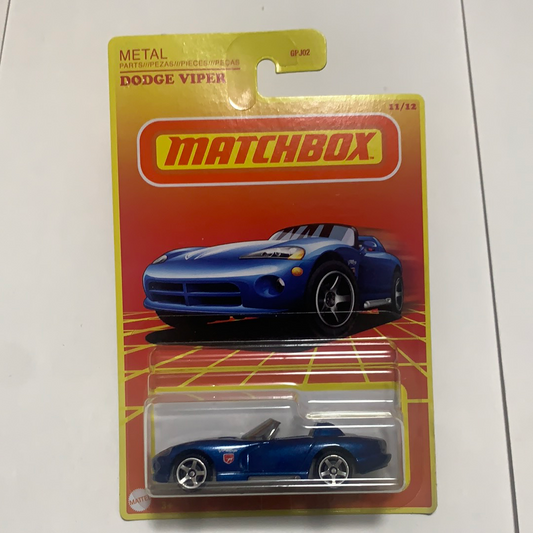 METAL
PARTS///PEZAS///PIÈCES///PEÇAS
DODGE VIPER
GPJ02
11/12
MATCHBOX
MATTEL